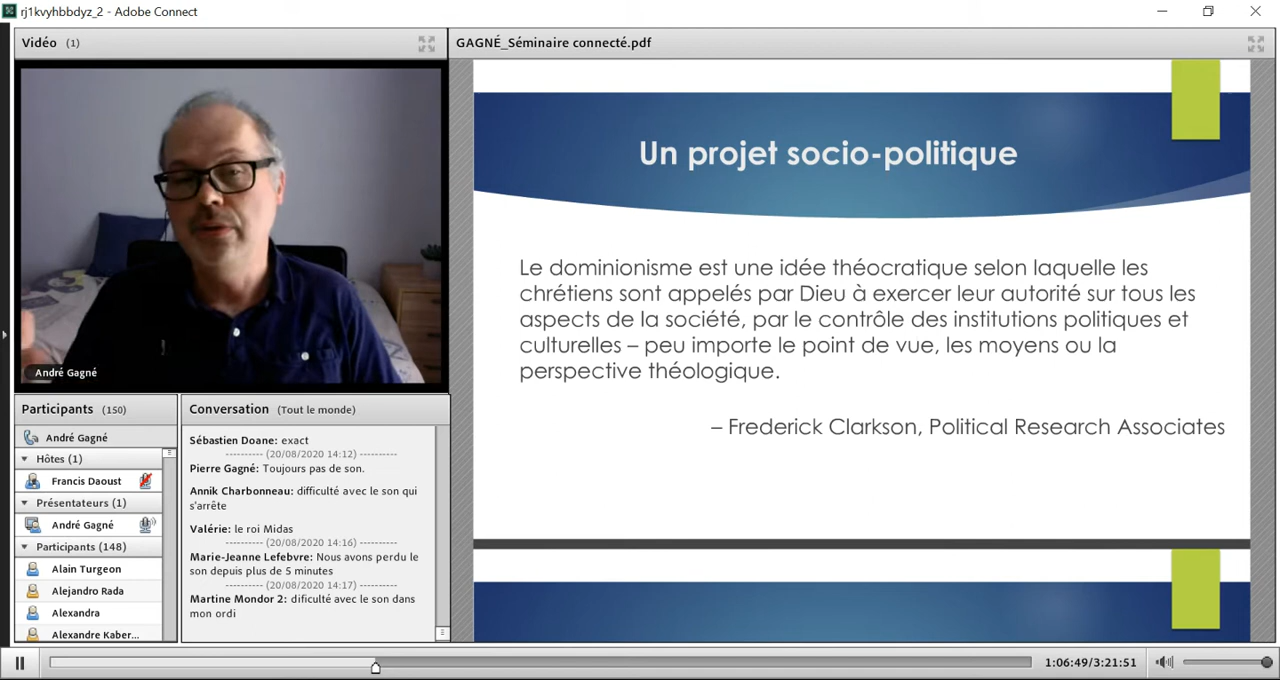 rj1kvyhbbdyz_2 - Adobe Connect
Vidéo (1)
André Gagné
Participants (150)
André Gagné
Hôtes (1)
Francis Daoust
Présentateurs (1)
André Gagné
Participants (148)
Alain Turgeon
Alejandro Rada
Alexandra
Alexandre Kaber...
Conversation (Tout le monde)
Sébastien Doane: exact
---------- (20/08/2020 14:12) ----------
Pierre Gagné: Toujours pas de son.
Annik Charbonneau: difficulté avec le son qui
s'arrête
Valérie: le roi Midas
---------- (20/08/2020 14:16) ----------
Marie-Jeanne Lefebvre: Nous avons perdu le
son depuis plus de 5 minutes
---------- (20/08/2020 14:17) ----------
Martine Mondor 2: dificulté avec le son dans
mon ordi
GAGNÉ_Séminaire connecté.pdf
Un projet socio-politique
Le dominionisme est une idée théocratique selon laquelle les
chrétiens sont appelés par Dieu à exercer leur autorité sur tous les
aspects de la société, par le contrôle des institutions politiques et
culturelles – peu importe le point de vue, les moyens ou la
perspective théologique.
– Frederick Clarkson, Political Research Associates
1:06:49/3:21:51